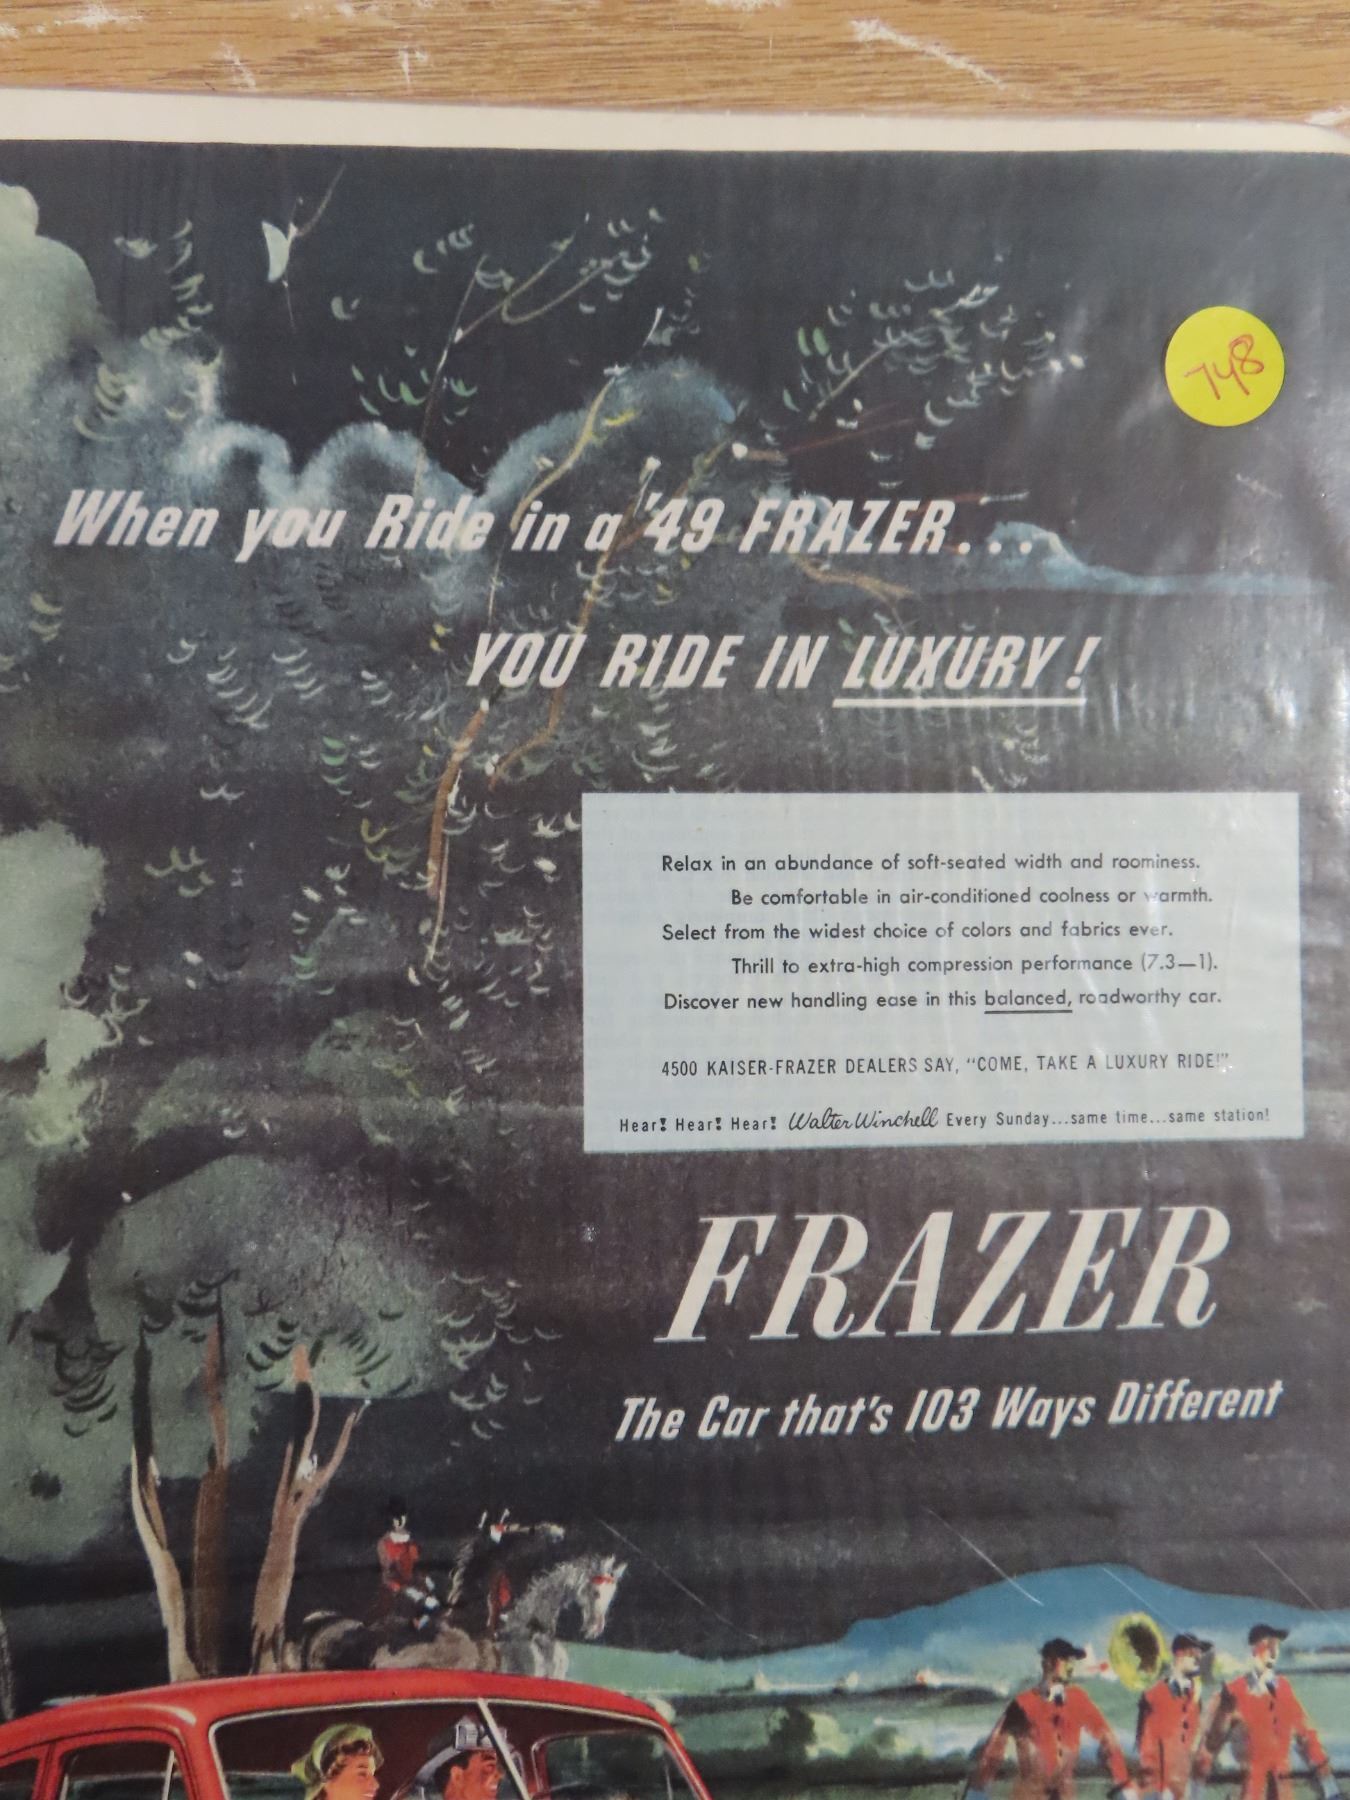 748
When you Ride in a '49 FRAZER...
YOU RIDE IN LUXURY!
Relax in an abundance of soft-seated width and roominess.
Be comfortable in air-conditioned coolness or warmth.
Select from the widest choice of colors and fabrics ever.
Thrill to extra-high compression performance (7.3—1).
Discover new handling ease in this balanced, roadworthy car.
4500 KAISER-FRAZER DEALERS SAY, "COME, TAKE A LUXURY RIDE!"
Hear! Hear! Hear! Walter Winchell Every Sunday...same time...same station!
FRAZER
The Car that's 103 Ways Different